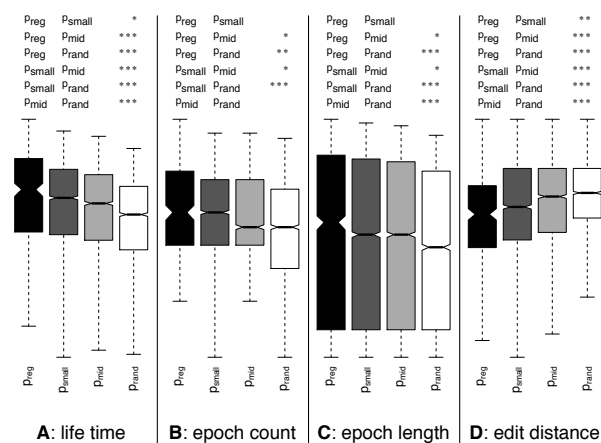 p_reg p_small *
p_reg p_mid ***
p_reg p_rand ***
p_small p_mid ***
p_small p_rand ***
p_mid p_rand ***
p_reg p_small p_mid p_rand
A: life time
p_reg p_small
p_reg p_mid *
p_reg p_rand **
p_small p_mid *
p_small p_rand ***
p_mid p_rand
p_reg p_small p_mid p_rand
B: epoch count
p_reg p_small
p_reg p_mid *
p_reg p_rand ***
p_small p_mid *
p_small p_rand ***
p_mid p_rand ***
p_reg p_small p_mid p_rand
C: epoch length
p_reg p_small **
p_reg p_mid ***
p_reg p_rand ***
p_small p_mid ***
p_small p_rand ***
p_mid p_rand ***
p_reg p_small p_mid p_rand
D: edit distance